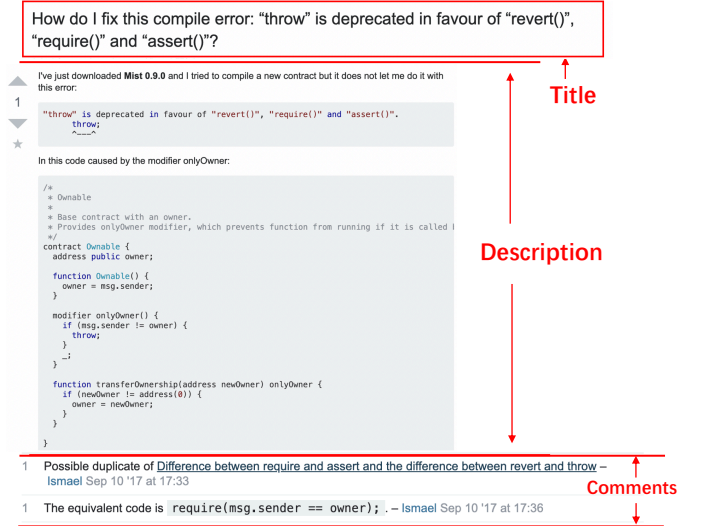 How do I fix this compile error: “throw” is deprecated in favour of “revert()”,
“require()” and “assert()”?
Title
I've just downloaded Mist 0.9.0 and I tried to compile a new contract but it does not let me do it with
this error:
1
"throw" is deprecated in favour of "revert()", "require()" and "assert()".
throw;
^---^
In this code caused by the modifier onlyOwner:
/*
* Ownable
*
* Base contract with an owner.
* Provides onlyOwner modifier, which prevents function from running if it is called
*/
contract Ownable {
address public owner;
function Ownable() {
owner = msg.sender;
}
modifier onlyOwner() {
if (msg.sender != owner) {
throw;
}
_;
}
function transferOwnership(address newOwner) onlyOwner {
if (newOwner != address(0)) {
owner = newOwner;
}
}
}
Description
1 Possible duplicate of Difference between require and assert and the difference between revert and throw –
Ismael Sep 10 '17 at 17:33
Comments
1 The equivalent code is require(msg.sender == owner); . – Ismael Sep 10 '17 at 17:36